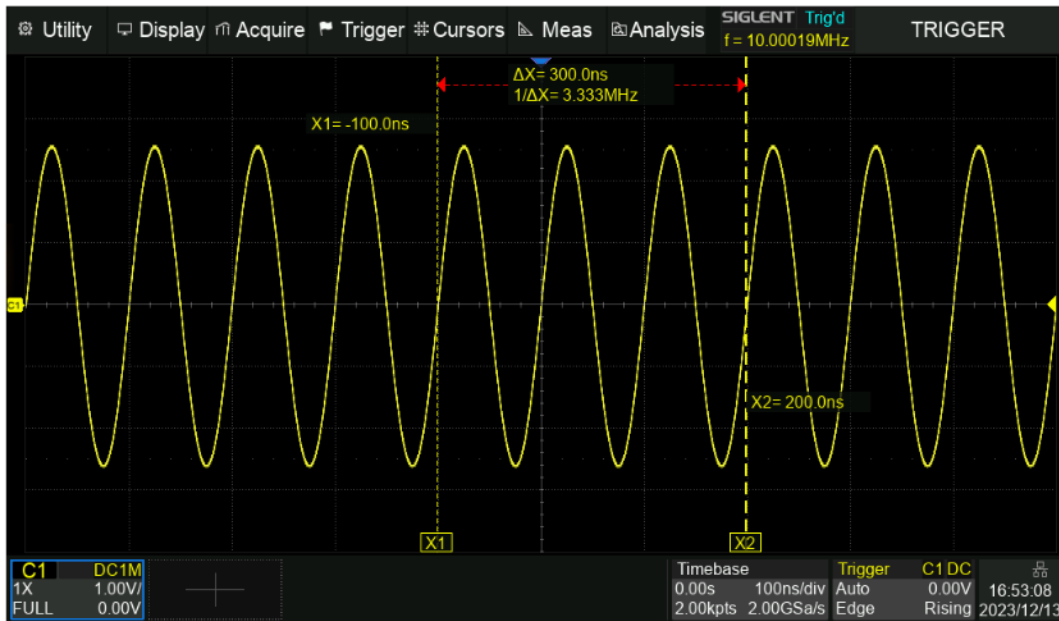 Utility Display Acquire Trigger Cursors Meas Analysis SIGLENT Trig'd TRIGGER
f = 10.00019MHz
ΔX= 300.0ns
1/ΔX= 3.333MHz
X1= -100.0ns
C1
X2= 200.0ns
X1 X2
C1 DC1M
1X 1.00V/
FULL 0.00V
Timebase
0.00s 100ns/div
2.00kpts 2.00GSa/s
Trigger C1 DC
Auto 0.00V
Edge Rising
16:53:08
2023/12/13